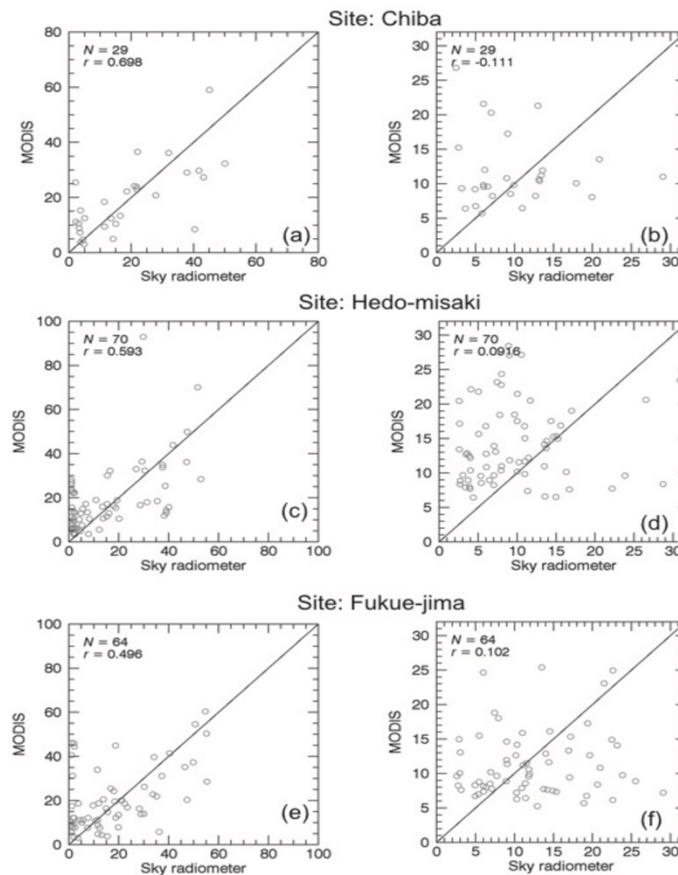 Site: Chiba
80
60
40
20
0
MODIS
N = 29
r = 0.698
(a)
0 20 40 60 80
Sky radiometer
30
25
20
15
10
5
0
MODIS
N = 29
r = -0.111
(b)
0 5 10 15 20 25 30
Sky radiometer
Site: Hedo-misaki
100
80
60
40
20
0
MODIS
N = 70
r = 0.593
(c)
0 20 40 60 80 100
Sky radiometer
30
25
20
15
10
5
0
MODIS
N = 70
r = 0.0916
(d)
0 5 10 15 20 25 30
Sky radiometer
Site: Fukue-jima
100
80
60
40
20
0
MODIS
N = 64
r = 0.496
(e)
0 20 40 60 80 100
Sky radiometer
30
25
20
15
10
5
0
MODIS
N = 64
r = 0.102
(f)
0 5 10 15 20 25 30
Sky radiometer